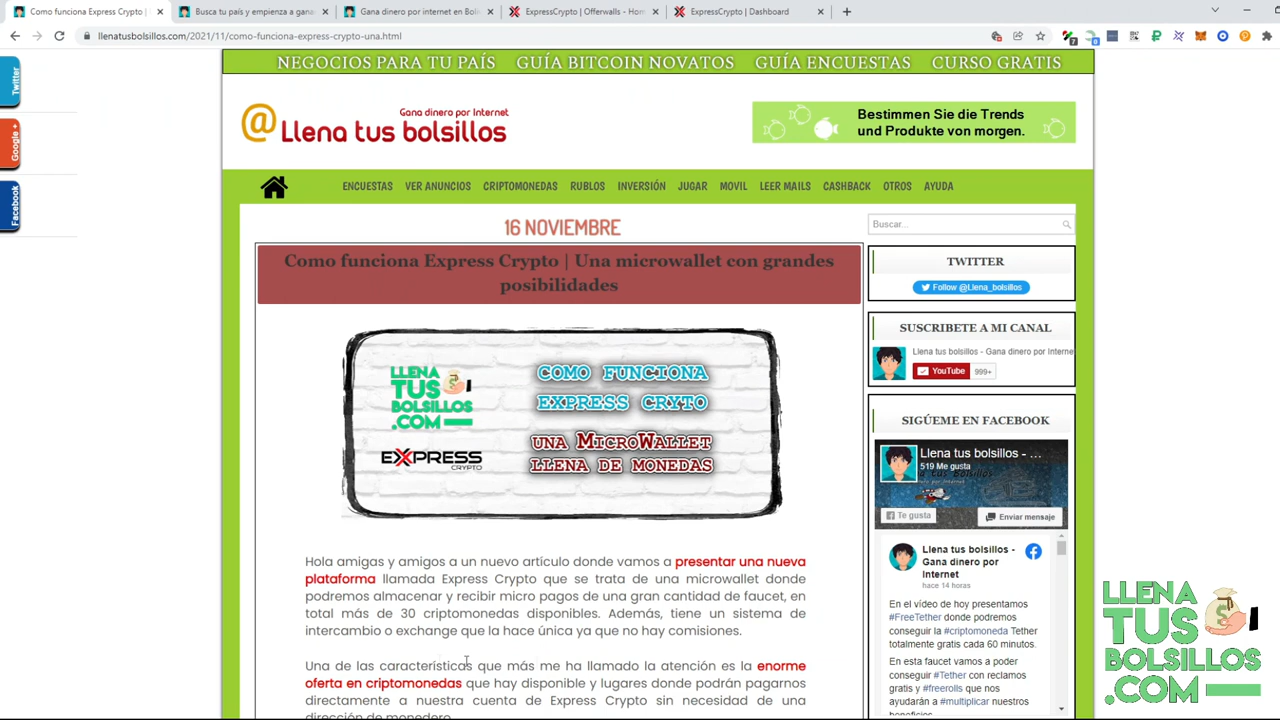 Como funciona Express Crypto |
Busca tu país y empieza a gana
Gana dinero por internet en Boli
ExpressCrypto | Offerwalls - Hom
ExpressCrypto | Dashboard
llenatusbolsillos.com/2021/11/como-funciona-express-crypto-una.html
Twitter
Google +
Facebook
NEGOCIOS PARA TU PAÍS GUÍA BITCOIN NOVATOS GUÍA ENCUESTAS CURSO GRATIS
Gana dinero por Internet
@ Llena tus bolsillos
Bestimmen Sie die Trends
und Produkte von morgen.
ENCUESTAS VER ANUNCIOS CRIPTOMONEDAS RUBLOS INVERSIÓN JUGAR MOVIL LEER MAILS CASHBACK OTROS AYUDA
16 NOVIEMBRE
Como funciona Express Crypto | Una microwallet con grandes
posibilidades
LLENA
TUS
BOLSILLOS
.COM
EXPRESS
CRYPTO
COMO FUNCIONA
EXPRESS CRYTO
UNA MICROWALLET
LLENA DE MONEDAS
Hola amigas y amigos a un nuevo artículo donde vamos a presentar una nueva
plataforma llamada Express Crypto que se trata de una microwallet donde
podremos almacenar y recibir micro pagos de una gran cantidad de faucet, en
total más de 30 criptomonedas disponibles. Además, tiene un sistema de
intercambio o exchange que la hace única ya que no hay comisiones.
Una de las características que más me ha llamado la atención es la enorme
oferta en criptomonedas que hay disponible y lugares donde podrán pagarnos
directamente a nuestra cuenta de Express Crypto sin necesidad de una
dirección de monedero.
Buscar...
TWITTER
Follow @Llena_bolsillos
SUSCRIBETE A MI CANAL
Llena tus bolsillos - Gana dinero por Interne
YouTube 999+
SIGÚEME EN FACEBOOK
Llena tus bolsillos - ...
519 Me gusta
Te gusta
Enviar mensaje
Llena tus bolsillos -
Gana dinero por
Internet
hace 14 horas
En el vídeo de hoy presentamos
#FreeTether donde podremos
conseguir la #criptomoneda Tether
totalmente gratis cada 60 minutos.
En esta faucet vamos a poder
conseguir #Tether con reclamos
gratis y #freerolls que nos
ayudarán a #multiplicar nuestros
beneficios.
LLENA
TUS
BOLSILLOS
.COM